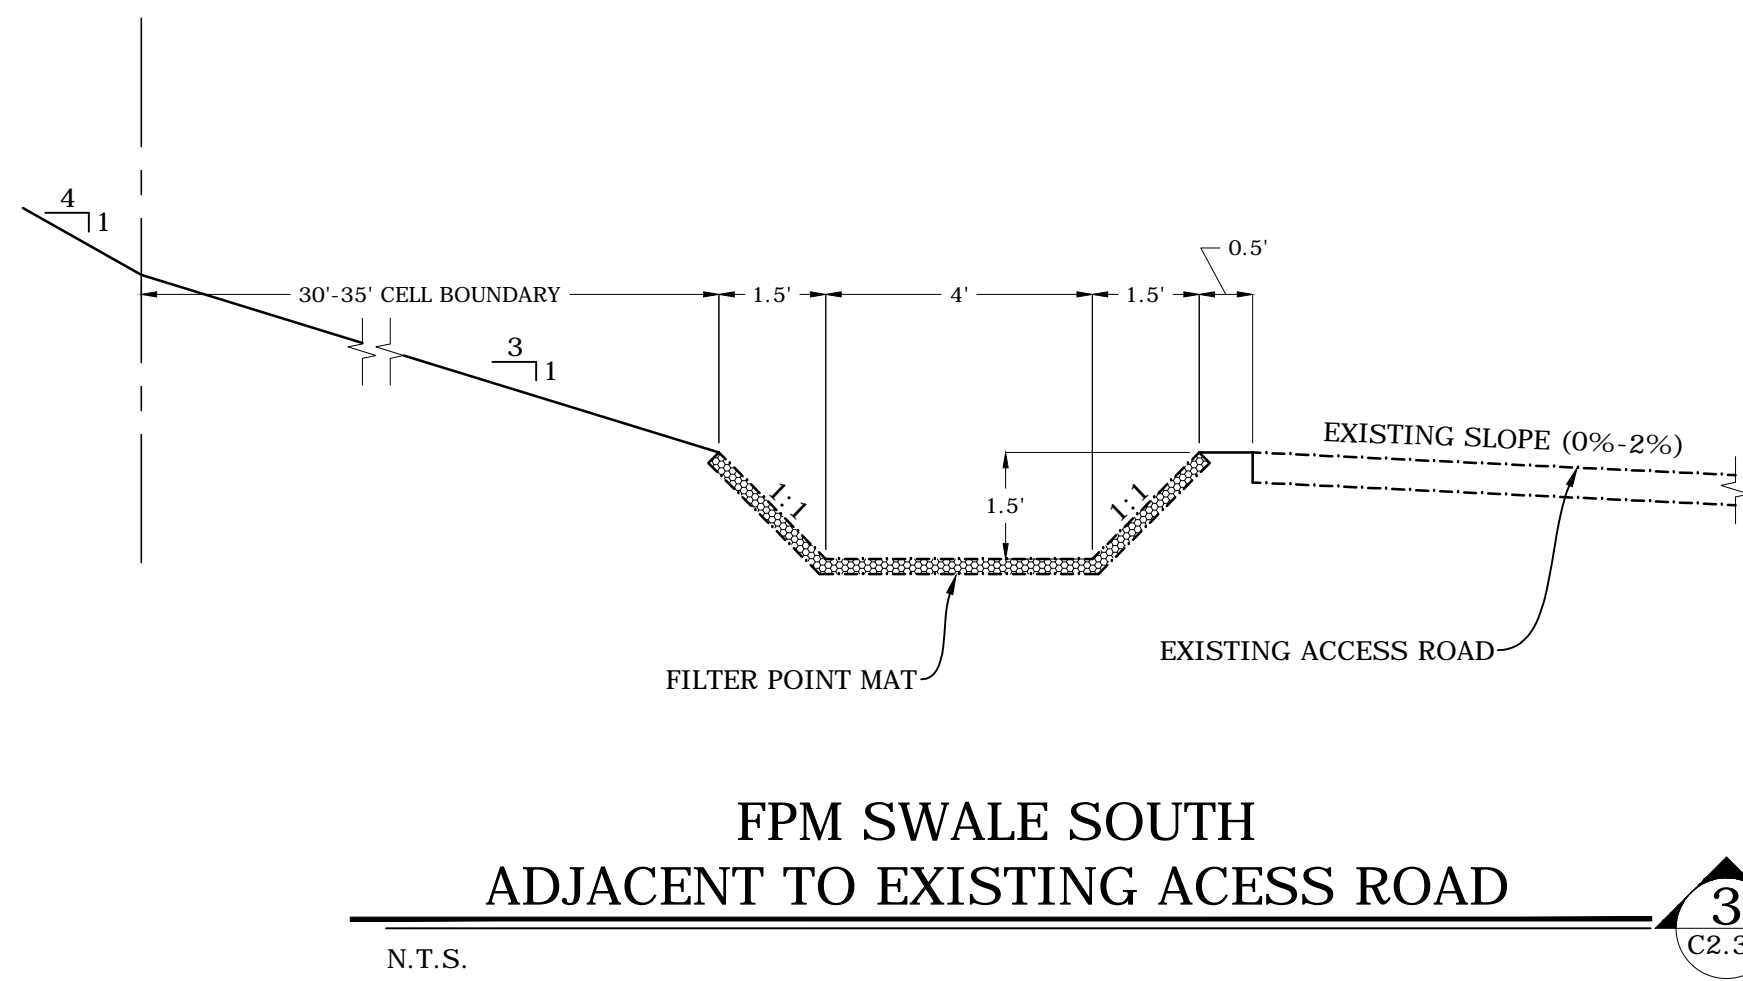 4
1
0.5'
30'-35' CELL BOUNDARY
1.5'
4'
1.5'
3
1
EXISTING SLOPE (0%-2%)
1:1
1.5'
1:1
EXISTING ACCESS ROAD
FILTER POINT MAT
FPM SWALE SOUTH
ADJACENT TO EXISTING ACESS ROAD
3
C2.3
N.T.S.